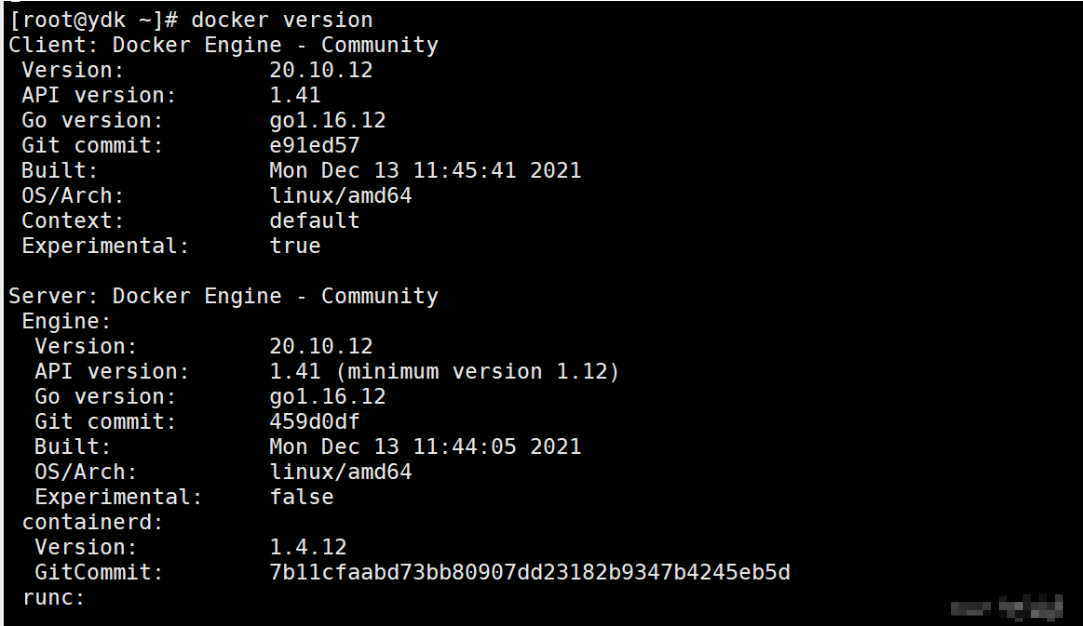 [root@ydk ~]# docker version
Client: Docker Engine - Community
 Version:           20.10.12
 API version:       1.41
 Go version:        go1.16.12
 Git commit:        e91ed57
 Built:             Mon Dec 13 11:45:41 2021
 OS/Arch:           linux/amd64
 Context:           default
 Experimental:      true

Server: Docker Engine - Community
 Engine:
  Version:          20.10.12
  API version:      1.41 (minimum version 1.12)
  Go version:       go1.16.12
  Git commit:       459d0df
  Built:            Mon Dec 13 11:44:05 2021
  OS/Arch:          linux/amd64
  Experimental:     false
 containerd:
  Version:          1.4.12
  GitCommit:        7b11cfaabd73bb80907dd23182b9347b4245eb5d
 runc: